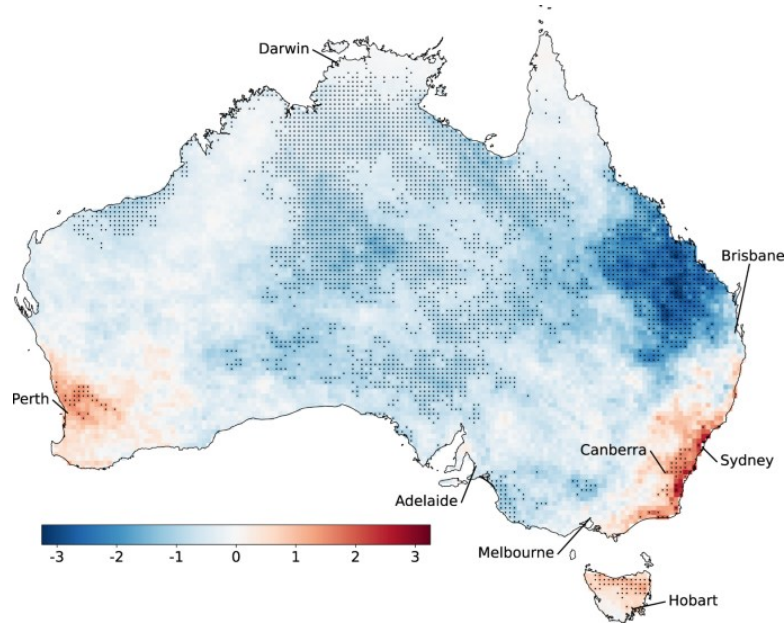 Darwin
Brisbane
Perth
Canberra
Sydney
Adelaide
Melbourne
Hobart
-3 -2 -1 0 1 2 3